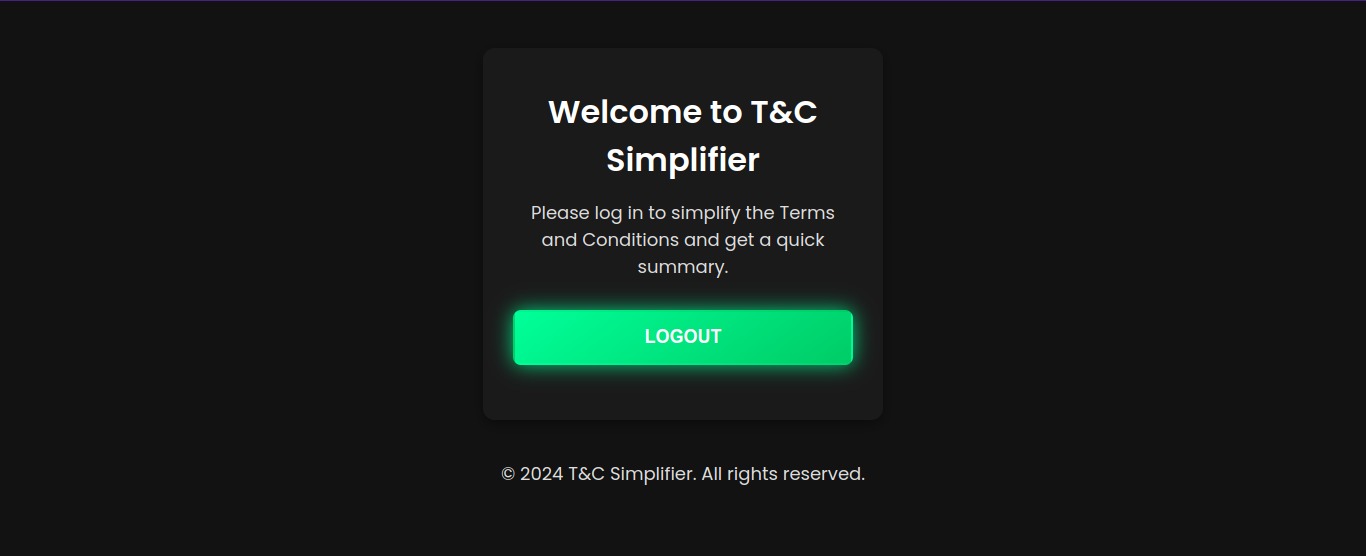 Welcome to T&C
Simplifier
Please log in to simplify the Terms
and Conditions and get a quick
summary.
LOGOUT
© 2024 T&C Simplifier. All rights reserved.